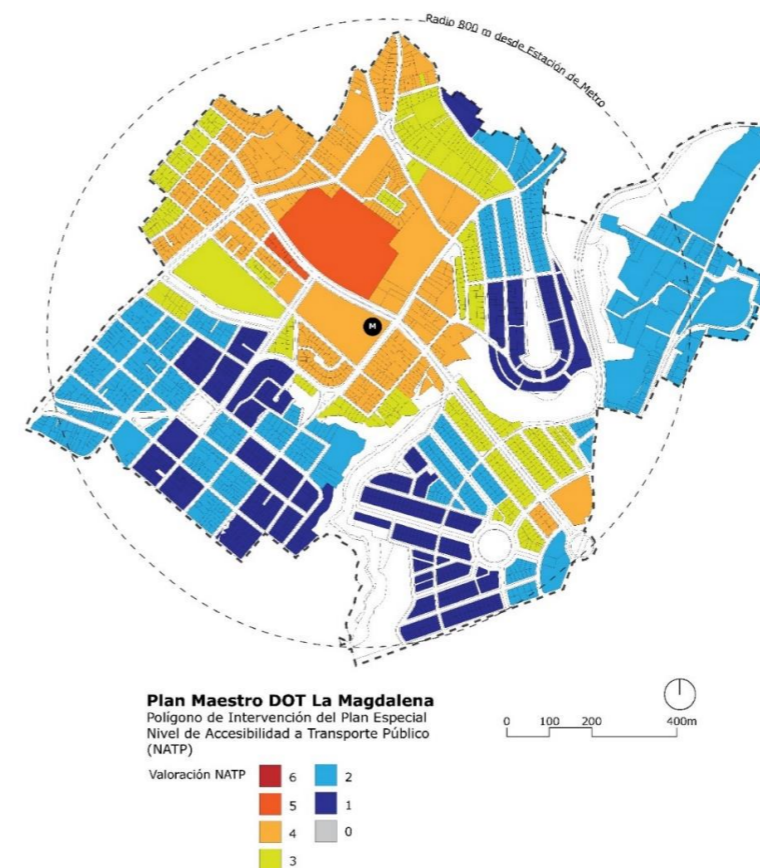 Radio 800 m desde Estación de Metro
M
Plan Maestro DOT La Magdalena
Polígono de Intervención del Plan Especial
Nivel de Accesibilidad a Transporte Público
(NATP)
0 100 200 400m
Valoración NATP
6 2
5 1
4 0
3